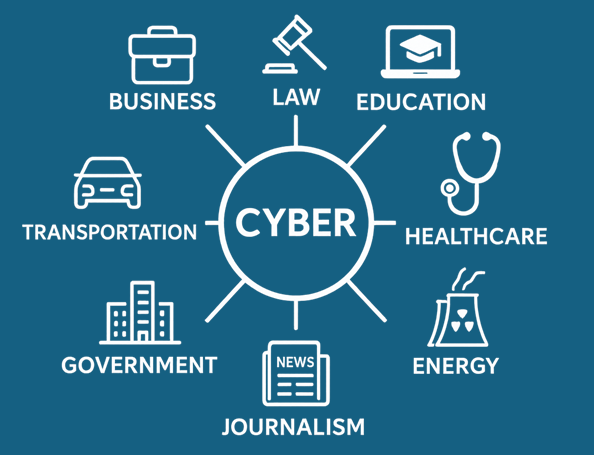 BUSINESS
LAW
EDUCATION
TRANSPORTATION
CYBER
HEALTHCARE
GOVERNMENT
NEWS
ENERGY
JOURNALISM